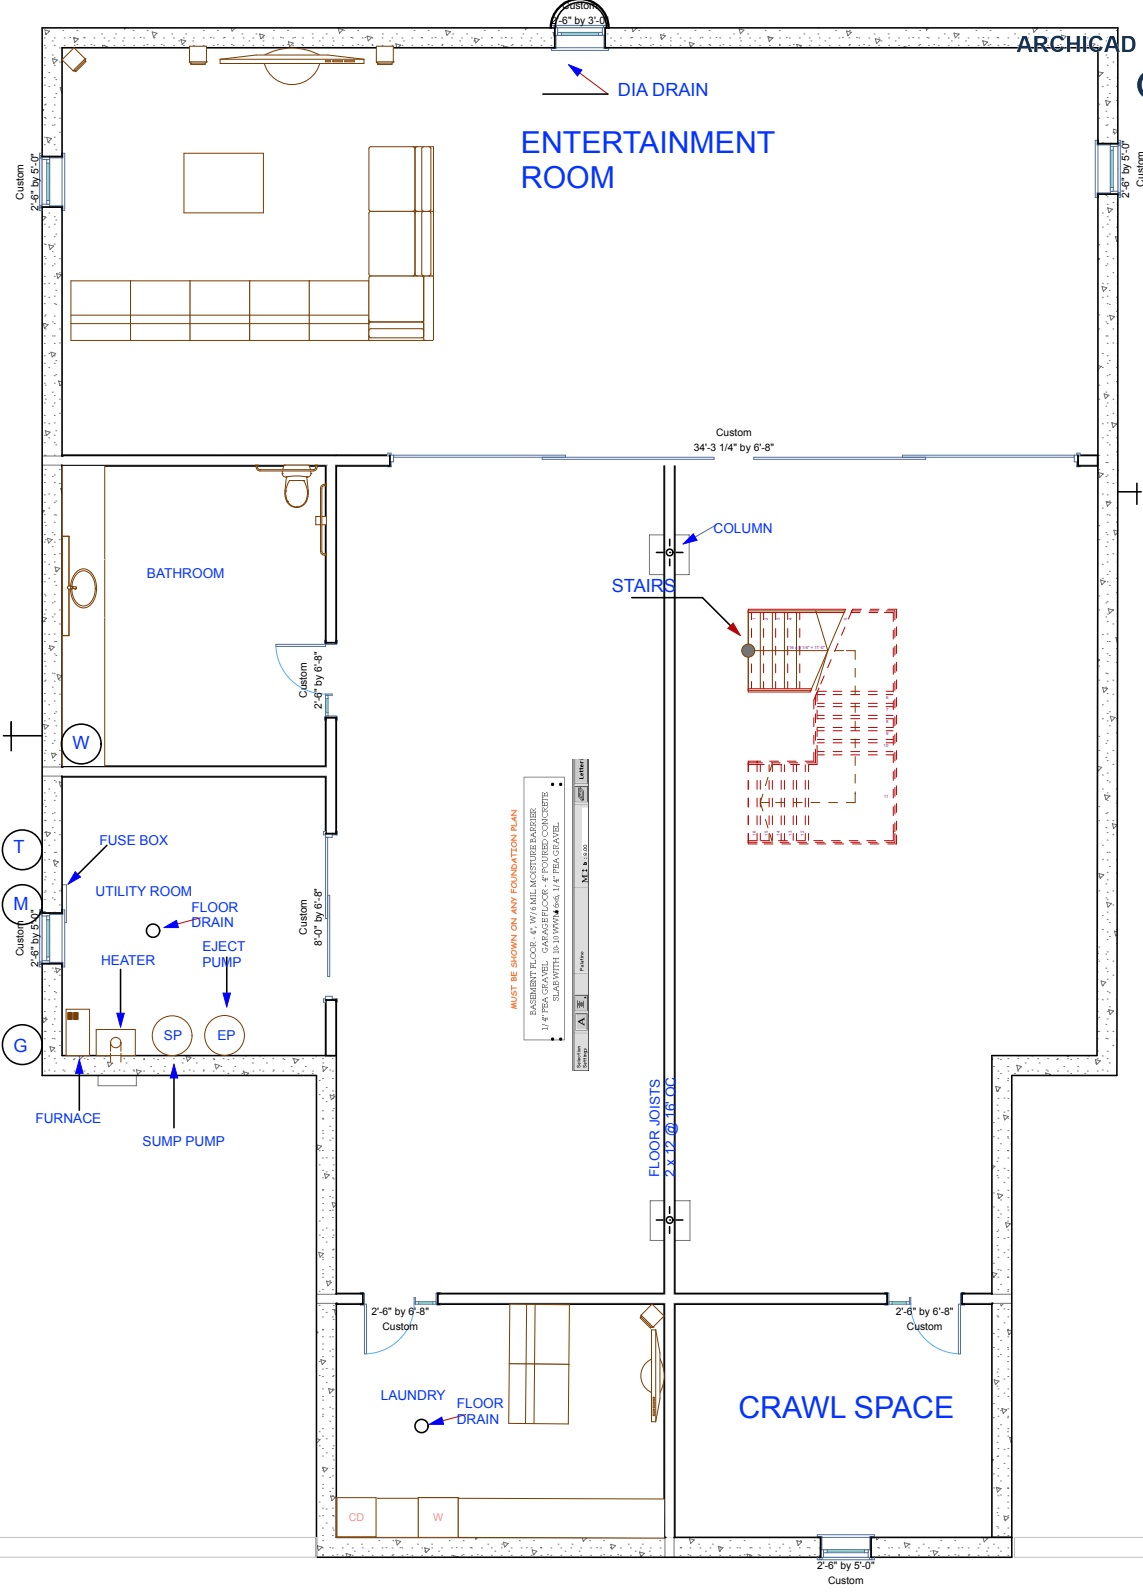 Custom
2'-6" by 3'-0"
ARCHICAD
DIA DRAIN
ENTERTAINMENT
ROOM
Custom
2'-6" by 5'-0"
2'-6" by 5'-0"
Custom
Custom
34'-3 1/4" by 6'-8"
COLUMN
STAIRS
BATHROOM
Custom
2'-6" by 6'-8"
W
T
FUSE BOX
M
UTILITY ROOM
FLOOR
DRAIN
Custom
2'-6" by 5'-0"
EJECT
PUMP
HEATER
Custom
8'-0" by 6'-8"
SP
EP
G
FURNACE
SUMP PUMP
MUST BE SHOWN ON ANY FOUNDATION PLAN
BASEMENT FLOOR - 4", W/ 6 MIL MOISTURE BARRIER
1/ 4" PEA GRAVEL GARAGE FLOOR - 4" POURED CONCRETE
SLAB WITH 10-10 WWM 6x6, 1/ 4" PEA GRAVEL
Selection
Settings
A
Palatino
FLOOR JOISTS
2 x 12 @ 16' OC
2'-6" by 6'-8"
Custom
2'-6" by 6'-8"
Custom
LAUNDRY
FLOOR
DRAIN
CRAWL SPACE
CD
W
2'-6" by 5'-0"
Custom